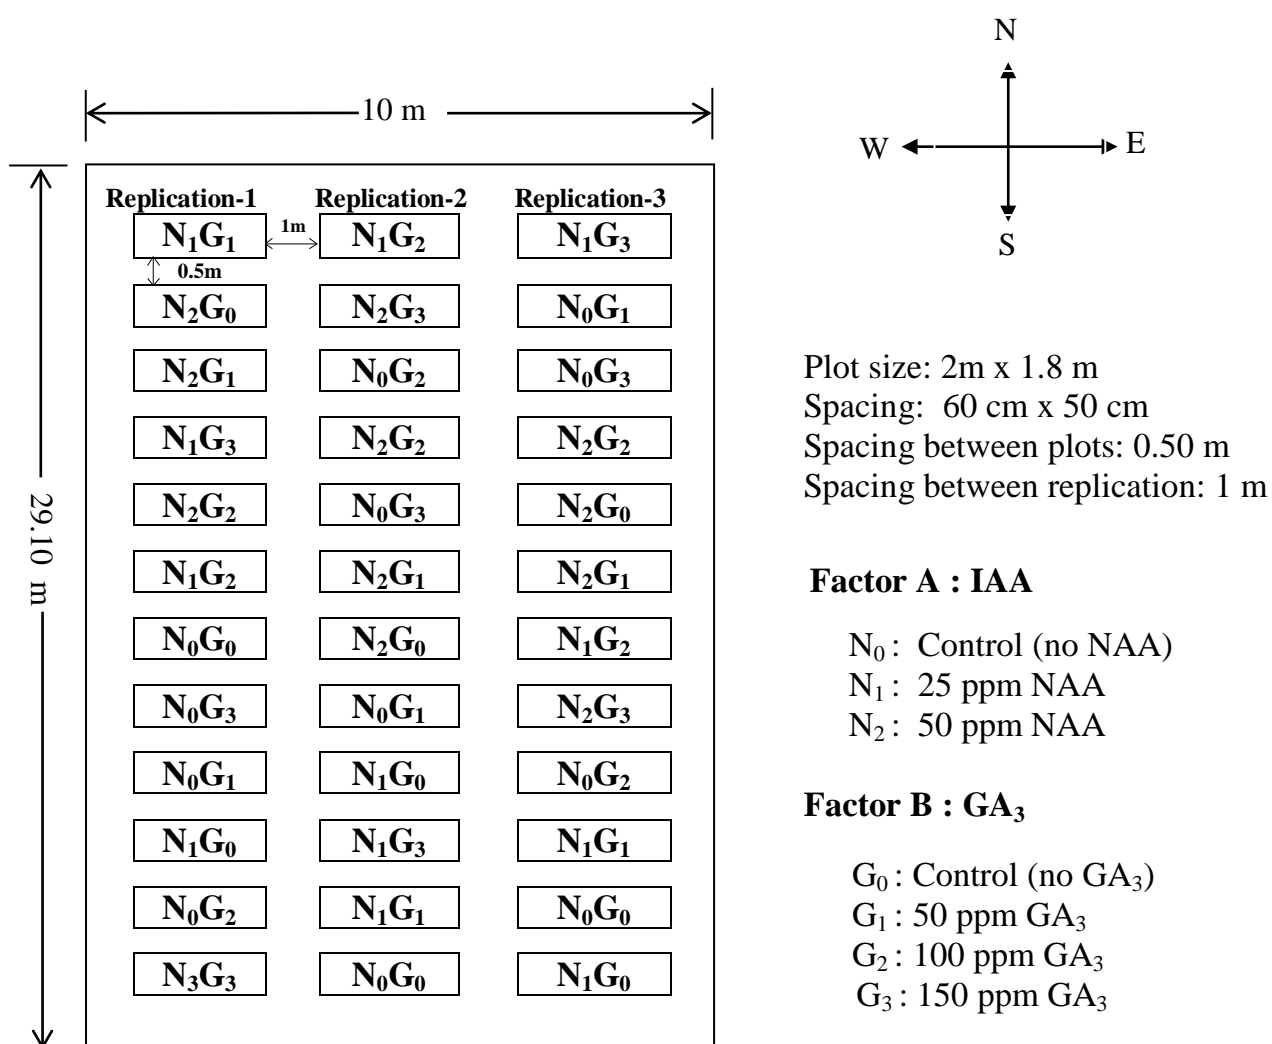 N
10 m
W E
S
Replication-1 Replication-2 Replication-3
N₁G₁ 1m N₁G₂ N₁G₃
0.5m
N₂G₀ N₂G₃ N₀G₁
N₂G₁ N₀G₂ N₀G₃
N₁G₃ N₂G₂ N₂G₂
N₂G₂ N₀G₃ N₂G₀
N₁G₂ N₂G₁ N₂G₁
N₀G₀ N₂G₀ N₁G₂
N₀G₃ N₀G₁ N₂G₃
N₀G₁ N₁G₀ N₀G₂
N₁G₀ N₁G₃ N₁G₁
N₀G₂ N₁G₁ N₀G₀
N₃G₃ N₀G₀ N₁G₀
29.10 m
Plot size: 2m x 1.8 m
Spacing: 60 cm x 50 cm
Spacing between plots: 0.50 m
Spacing between replication: 1 m
Factor A : IAA
N₀ : Control (no NAA)
N₁ : 25 ppm NAA
N₂ : 50 ppm NAA
Factor B : GA₃
G₀ : Control (no GA₃)
G₁ : 50 ppm GA₃
G₂ : 100 ppm GA₃
G₃ : 150 ppm GA₃